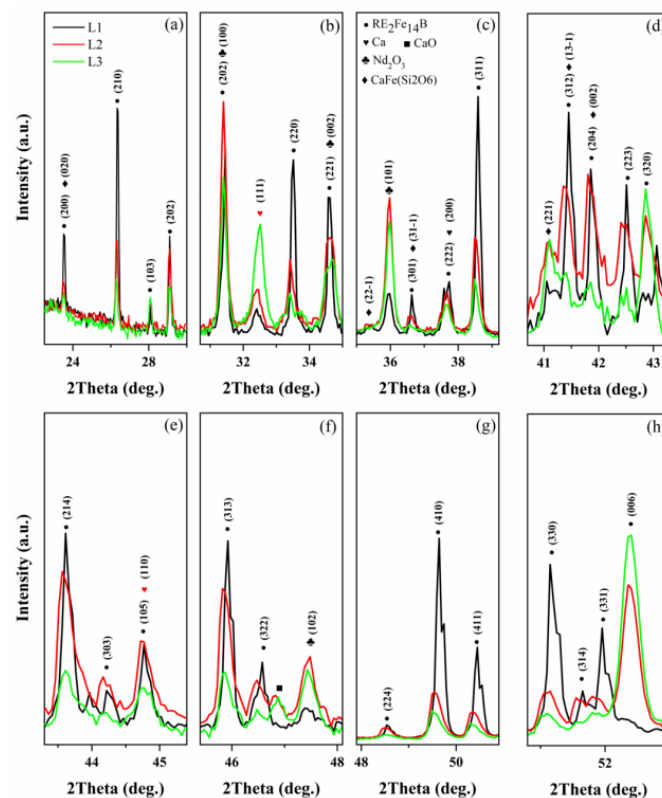 L1
L2
L3
(a)
● (200) ♦ (020)
● (210)
● (103)
● (202)
24 28
2Theta (deg.)
Intensity (a.u.)
(b)
● (202) ♣ (100)
(111)
♥
● (220)
● (221) ♣ (002)
32 34
2Theta (deg.)
(c)
● RE2Fe14B
♥ Ca ■ CaO
♣ Nd2O3
♦ CaFe(Si2O6)
♦ (22-1)
♣ (101)
● (301) ♦ (31-1)
● (222) ♥ (200)
● (311)
36 38
2Theta (deg.)
(d)
♦ (221)
● (312) ♦ (13-1)
● (204) ♦ (002)
● (223)
● (320)
41 42 43
2Theta (deg.)
(e)
● (214)
● (303)
● (105) ♥ (110)
44 45
2Theta (deg.)
Intensity (a.u.)
(f)
● (313)
● (322)
■
♣ (102)
46 48
2Theta (deg.)
(g)
● (224)
● (410)
● (411)
48 50
2Theta (deg.)
(h)
● (330)
● (314)
● (331)
● (006)
52
2Theta (deg.)